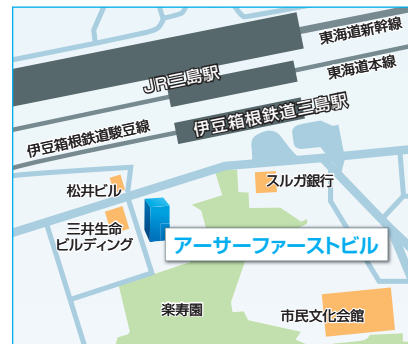 東海道新幹線
JR三島駅
東海道本線
伊豆箱根鉄道三島駅
伊豆箱根鉄道駿豆線
松井ビル
スルガ銀行
三井生命
ビルディング
アーサーファーストビル
楽寿園
市民文化会館